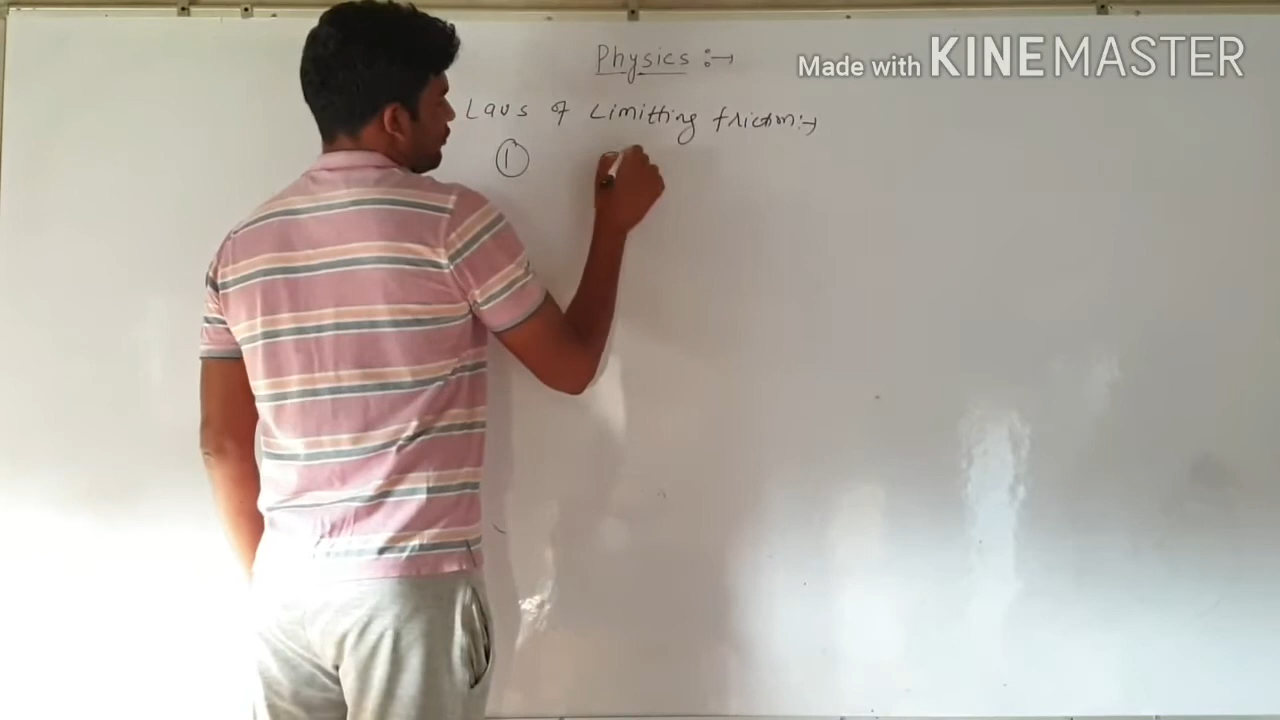 Physics :→
Made with KINEMASTER
Laws of Limitting friction:→
①